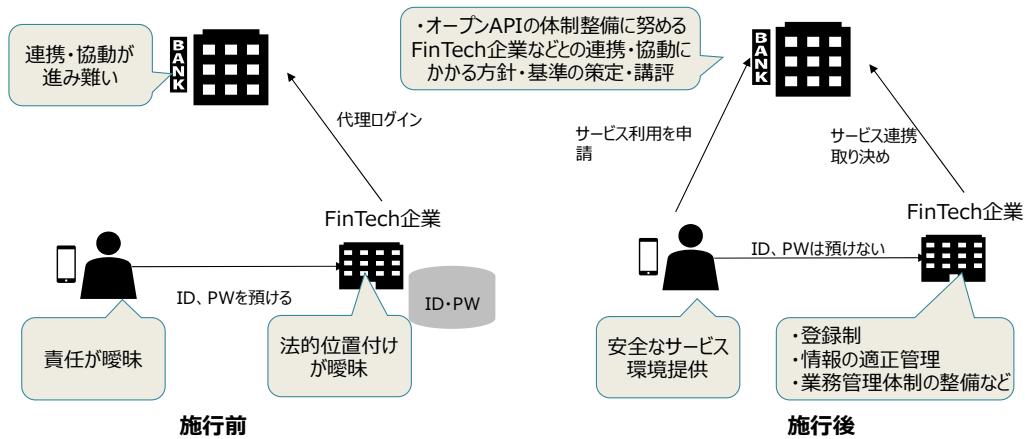 連携・協動が
進み難い
BANK
代理ログイン
FinTech企業
ID、PWを預ける
ID・PW
責任が曖昧
法的位置付け
が曖昧
施行前
・オープンAPIの体制整備に努める
FinTech企業などとの連携・協動に
かかる方針・基準の策定・講評
BANK
サービス利用を申
請
サービス連携
取り決め
FinTech企業
ID、PWは預けない
安全なサービス
環境提供
・登録制
・情報の適正管理
・業務管理体制の整備など
施行後